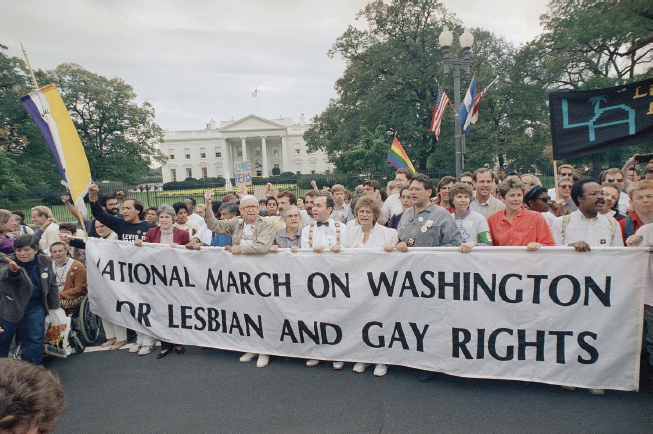 NATIONAL MARCH ON WASHINGTON
FOR LESBIAN AND GAY RIGHTS